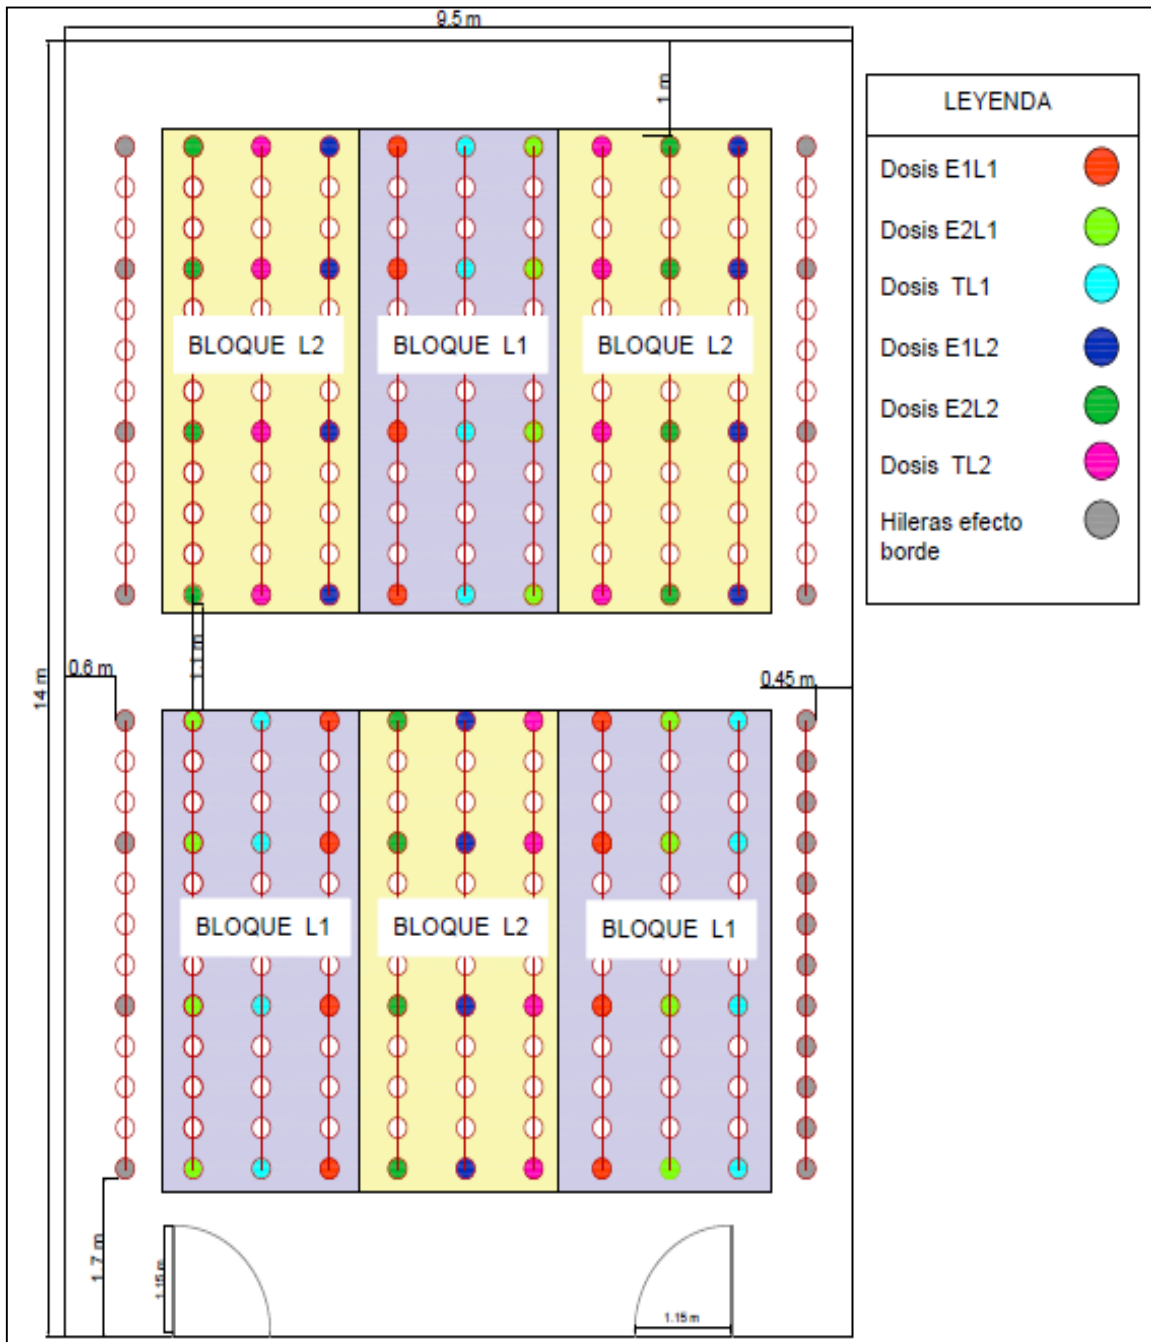 9.5 m
1 m
LEYENDA
Dosis E1L1
Dosis E2L1
Dosis TL1
Dosis E1L2
Dosis E2L2
Dosis TL2
Hileras efecto
borde
BLOQUE L2
BLOQUE L1
BLOQUE L2
1.1 m
14 m
0.6 m
0.45 m
BLOQUE L1
BLOQUE L2
BLOQUE L1
1.7 m
1.15 m
1.15 m